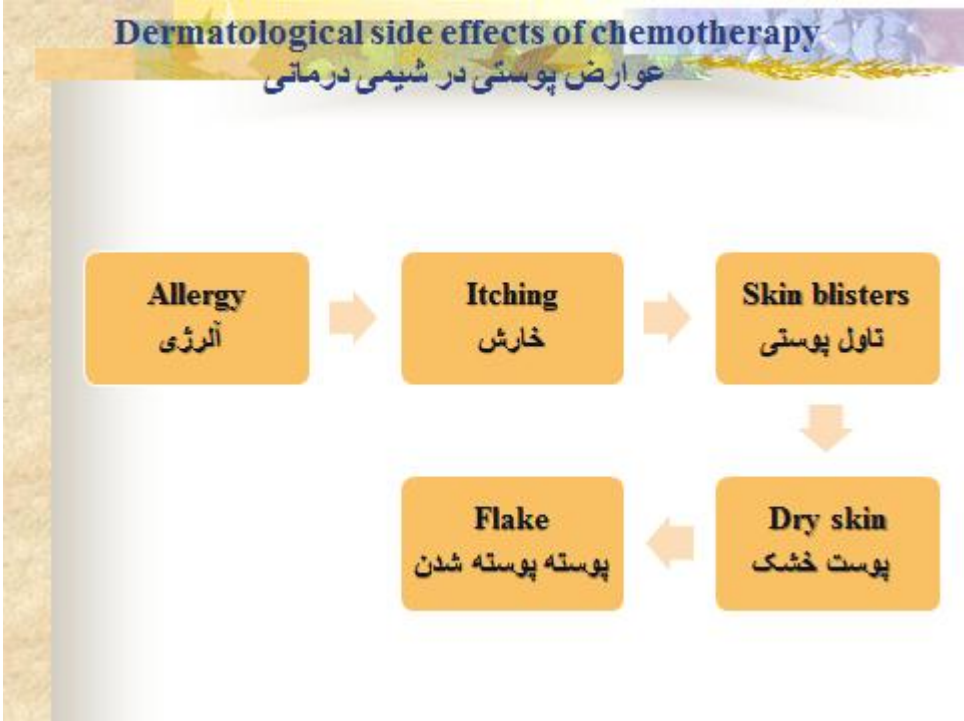 Dermatological side effects of chemotherapy
عوارض پوستی در شیمی درمانی
Allergy
آلرژی
Itching
خارش
Skin blisters
تاول پوستی
Dry skin
پوست خشک
Flake
پوسته پوسته شدن